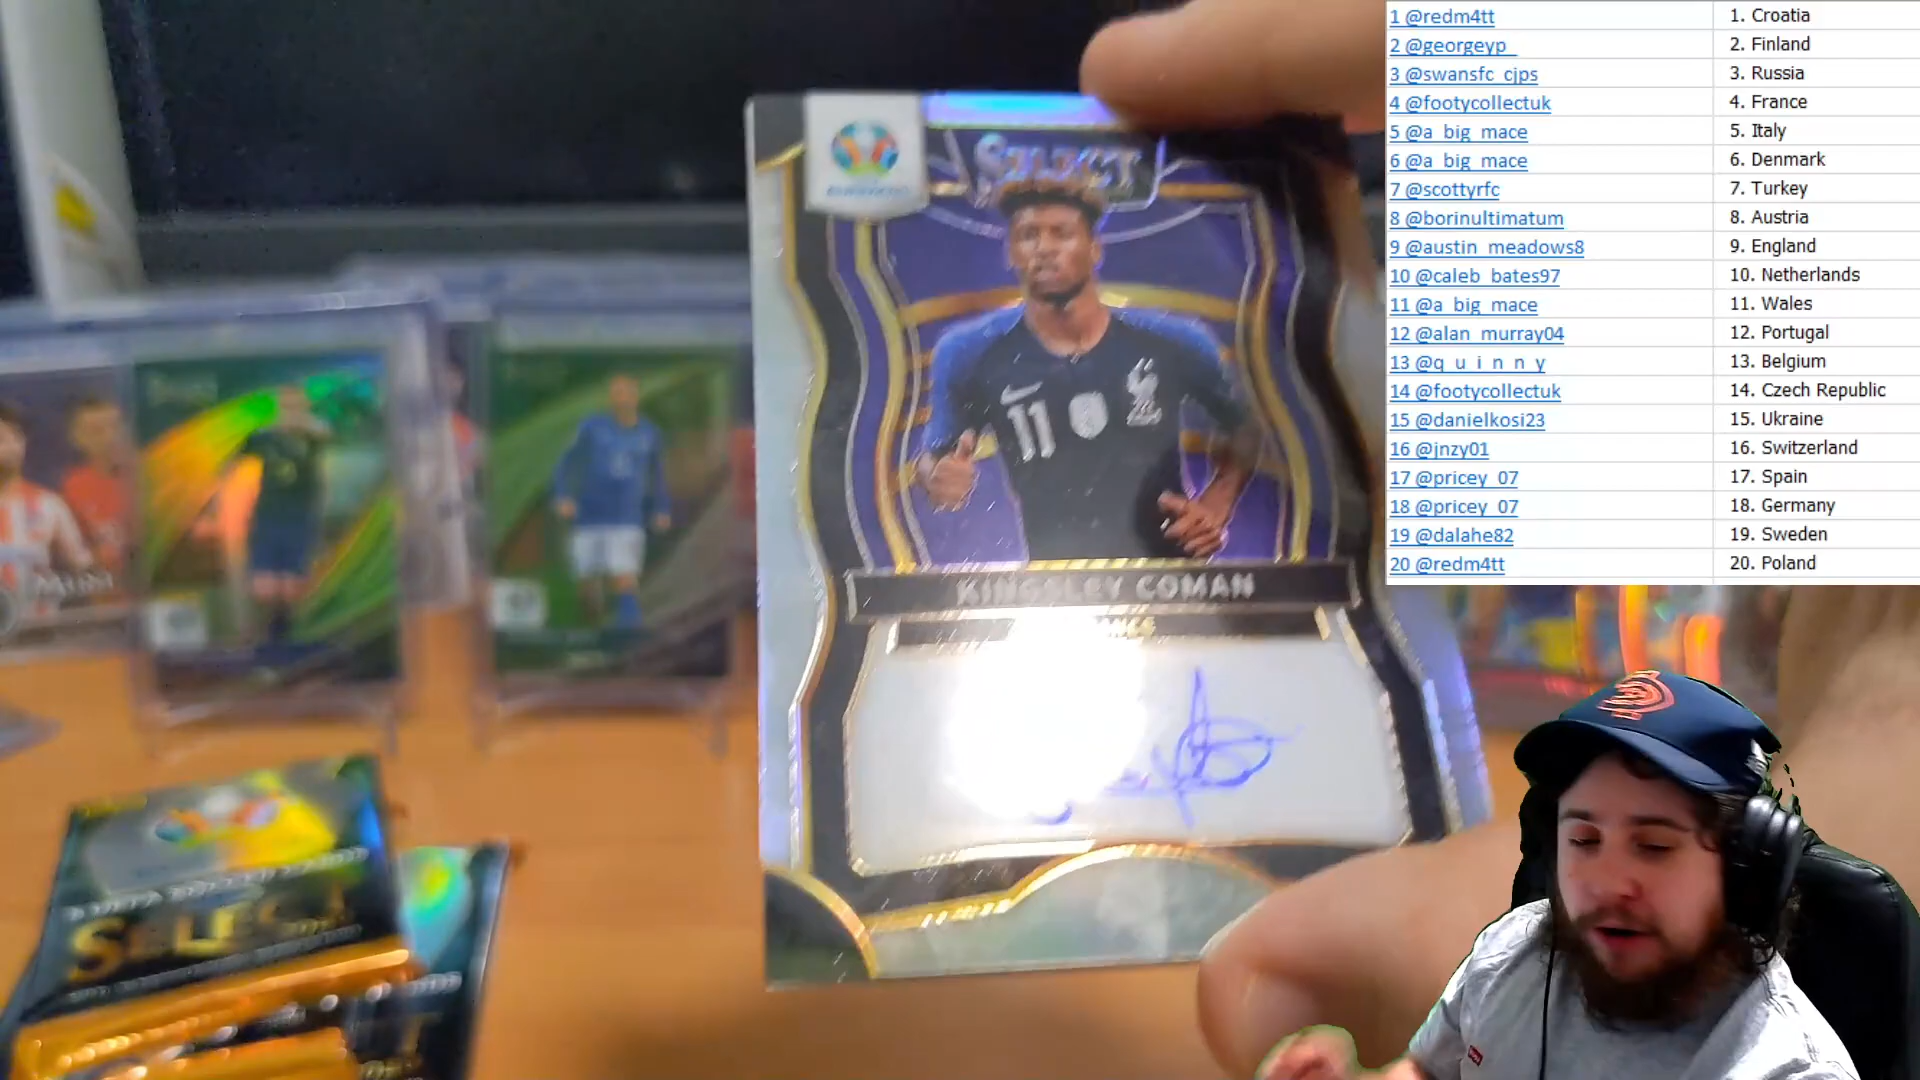 1 @redm4tt 1. Croatia
2 @georgeyp_ 2. Finland
3 @swansfc_cjps 3. Russia
4 @footycollectuk 4. France
5 @a_big_mace 5. Italy
6 @a_big_mace 6. Denmark
7 @scottyrfc 7. Turkey
8 @borinultimatum 8. Austria
9 @austin_meadows8 9. England
10 @caleb_bates97 10. Netherlands
11 @a_big_mace 11. Wales
12 @alan_murray04 12. Portugal
13 @q_u_i_n_n_y 13. Belgium
14 @footycollectuk 14. Czech Republic
15 @danielkosi23 15. Ukraine
16 @jnzy01 16. Switzerland
17 @pricey_07 17. Spain
18 @pricey_07 18. Germany
19 @dalahe82 19. Sweden
20 @redm4tt 20. Poland
SELECT
11
KINGSLEY COMAN
SELECT